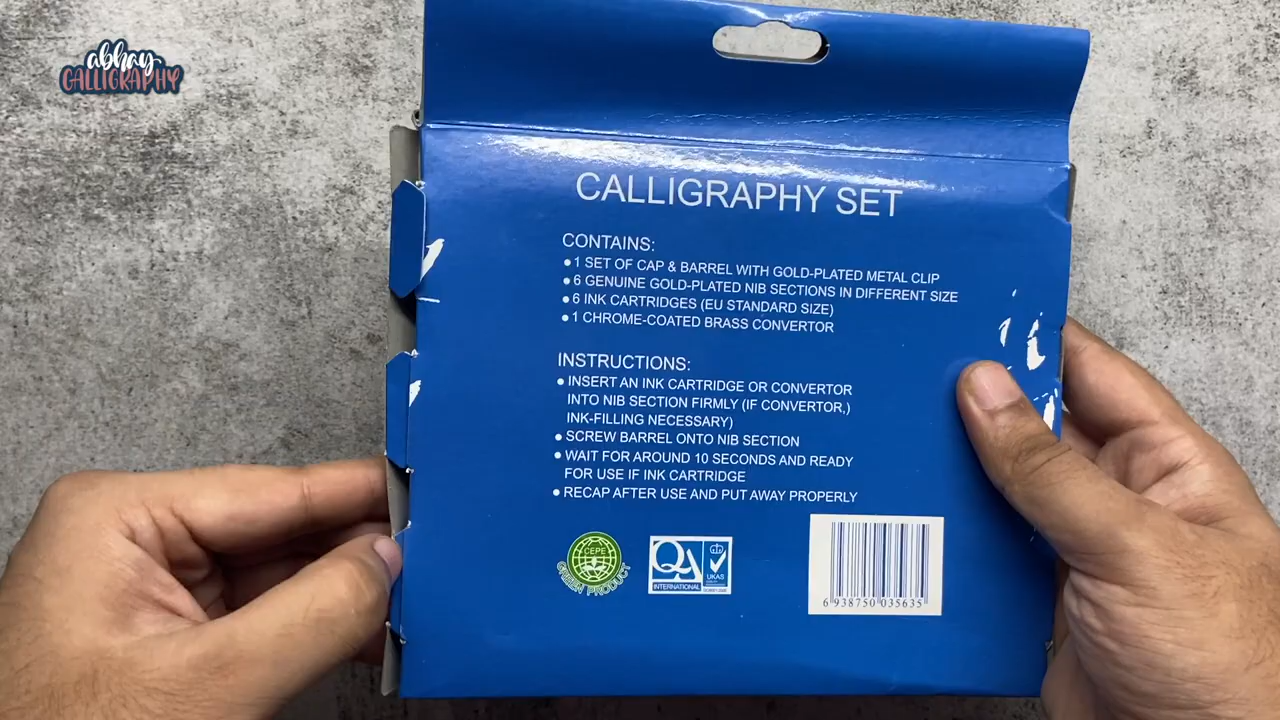 abhay
CALLIGRAPHY
CALLIGRAPHY SET
CONTAINS:
● 1 SET OF CAP & BARREL WITH GOLD-PLATED METAL CLIP
● 6 GENUINE GOLD-PLATED NIB SECTIONS IN DIFFERENT SIZE
● 6 INK CARTRIDGES (EU STANDARD SIZE)
● 1 CHROME-COATED BRASS CONVERTOR
INSTRUCTIONS:
● INSERT AN INK CARTRIDGE OR CONVERTOR
INTO NIB SECTION FIRMLY (IF CONVERTOR,)
INK-FILLING NECESSARY)
● SCREW BARREL ONTO NIB SECTION
● WAIT FOR AROUND 10 SECONDS AND READY
FOR USE IF INK CARTRIDGE
● RECAP AFTER USE AND PUT AWAY PROPERLY
CEPE
GREEN PRODUCT
QA
INTERNATIONAL
UKAS
6 938750 035635